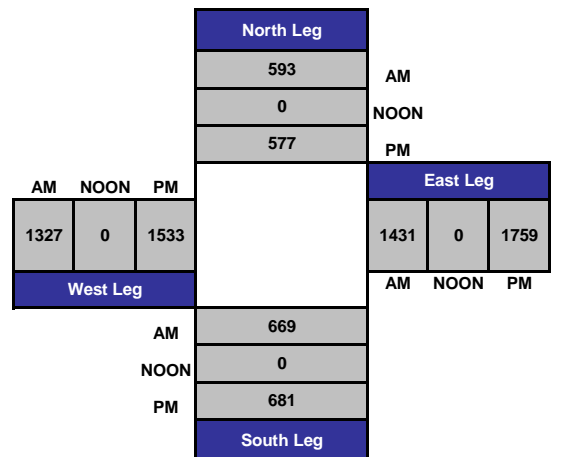 North Leg
593 AM
0 NOON
577 PM
AM NOON PM East Leg
1327 0 1533 1431 0 1759
West Leg AM NOON PM
AM 669
NOON 0
PM 681
South Leg